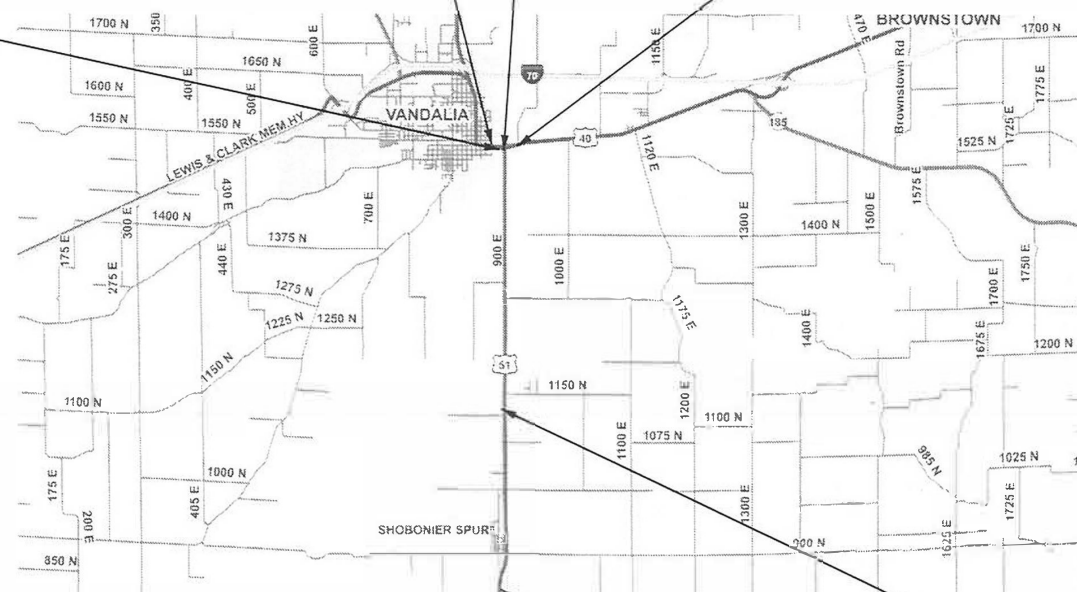 BROWNSTOWN
1700 N
350
600 E
1150 E
470 E
1700 N
1650 N
70
Brownstown Rd
1775 E
1600 N
400 E
500 E
1550 N
1550 N
VANDALIA
LEWIS & CLARK MEM.HY
40
185
1725 E
1120 E
1525 N
1575 E
430 E
300 E
1400 N
700 E
1300 E
1400 N
1500 E
175 E
1375 N
440 E
900 E
1000 E
1750 E
275 E
1275 N
1700 E
1225 N
1250 N
1175 E
1400 E
1675 E
1200 N
51
1150 N
1150 N
1100 N
1200 E
1100 N
1100 E
1075 N
985 N
1025 N
1000 N
175 E
405 E
1300 E
1725 E
200 E
SHOBONIER SPUR
900 N
1625 E
850 N